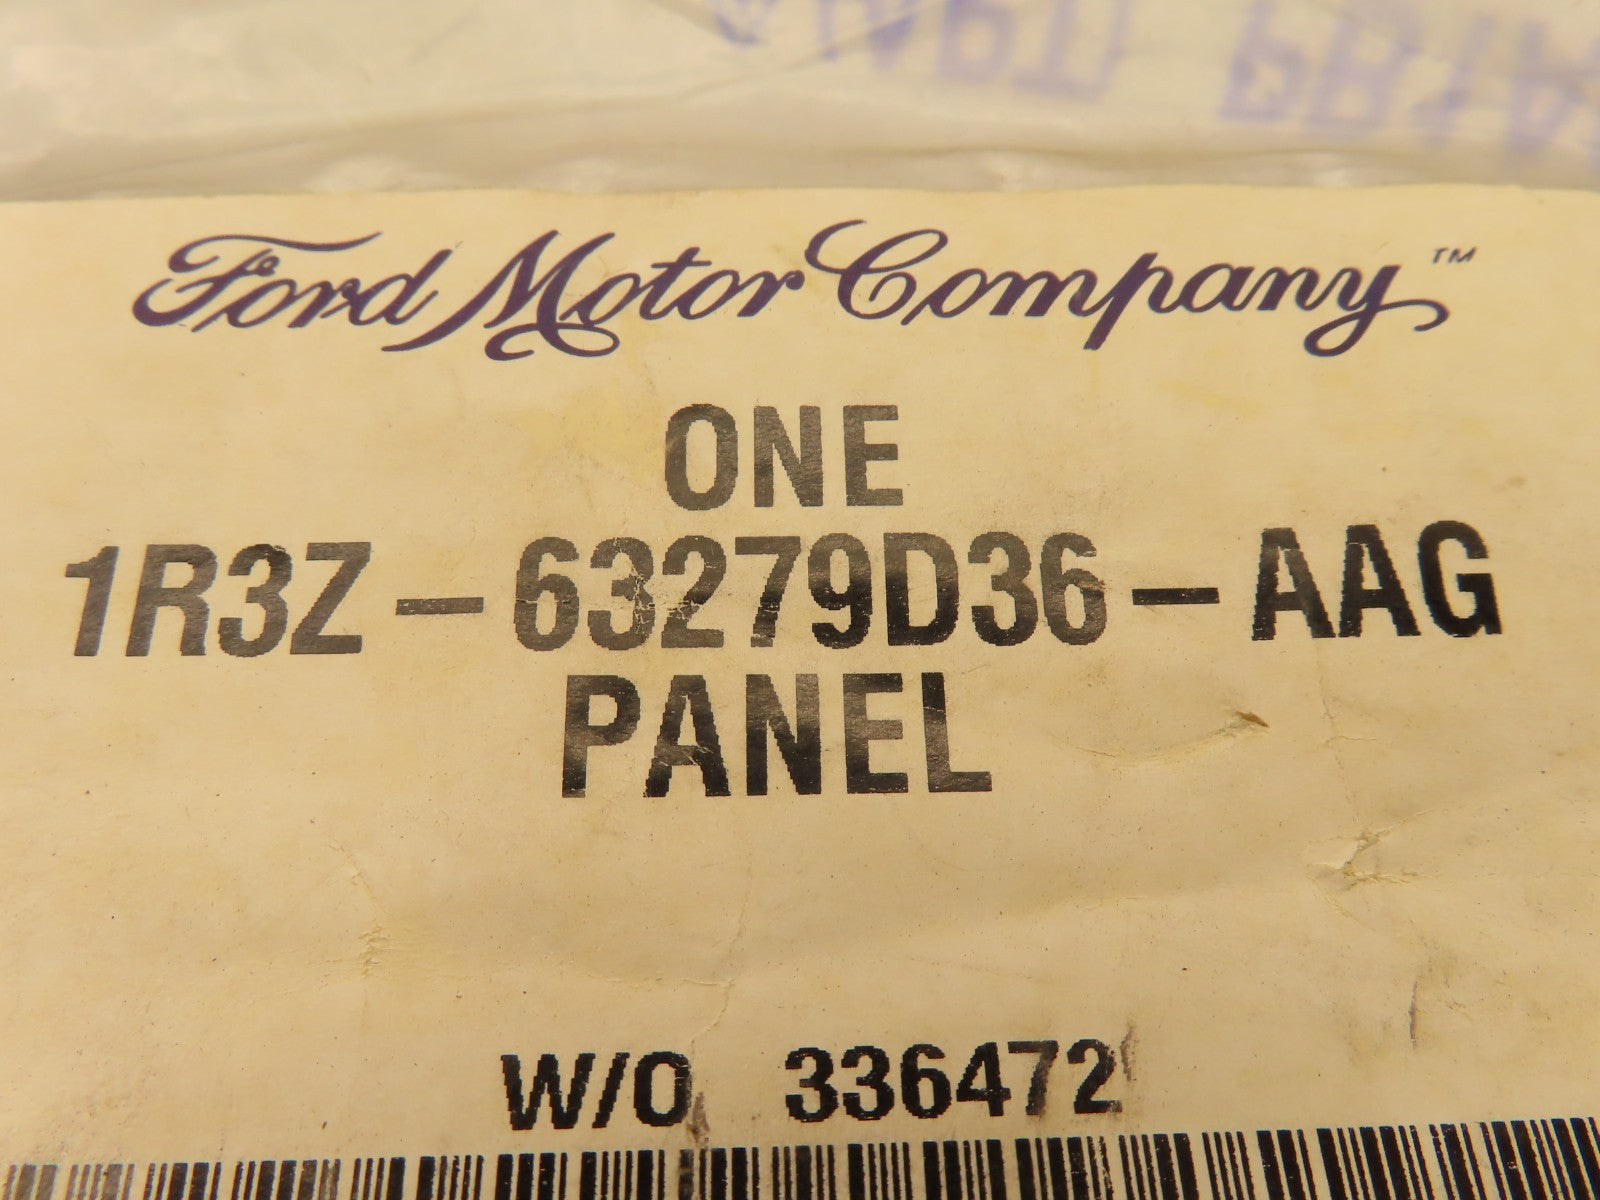 Ford Motor Company™
ONE
1R3Z-63279D36-AAG
PANEL
W/O 336472